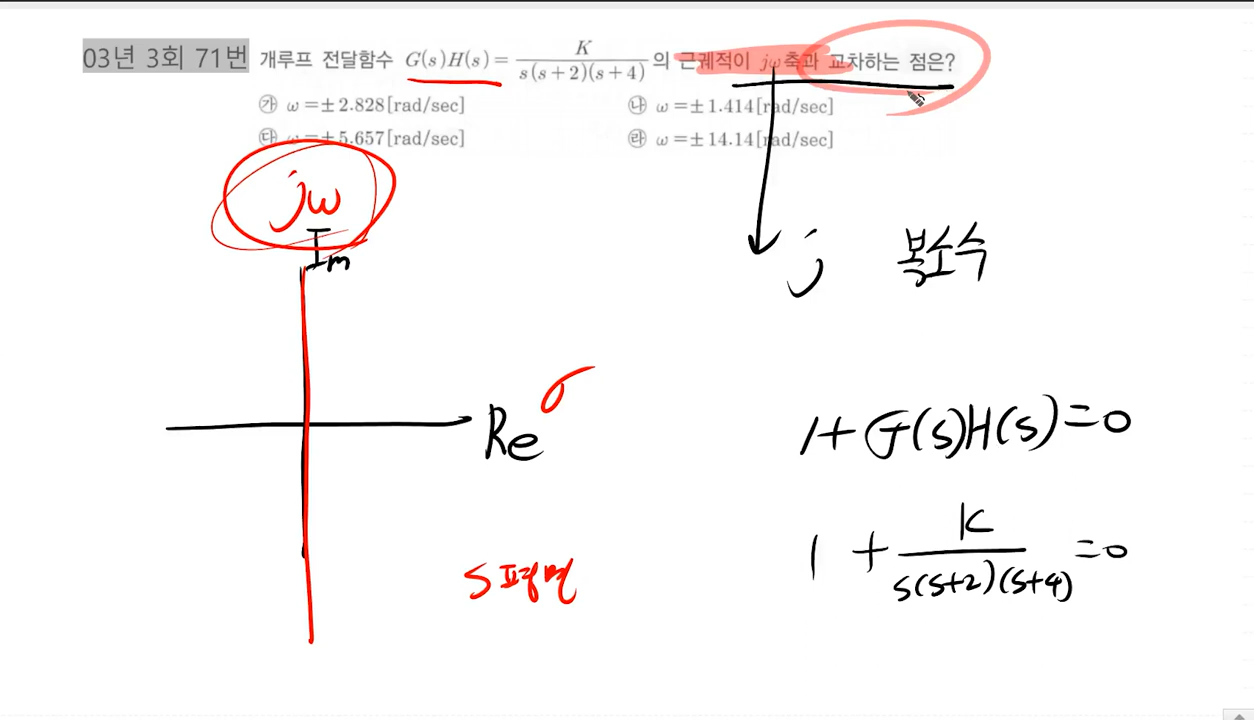 03년 3회 71번 개루프 전달함수 G(s)H(s) = K / s(s+2)(s+4) 의 근궤적이 jω축과 교차하는 점은?
㉮ ω = ± 2.828[rad/sec] ㉯ ω = ± 1.414[rad/sec]
㉰ ω = ± 5.657[rad/sec] ㉱ ω = ± 14.14[rad/sec]
jω
Im
j 복소수
Re σ
1+G(s)H(s)=0
1 + K / s(s+2)(s+4) =0
s평면